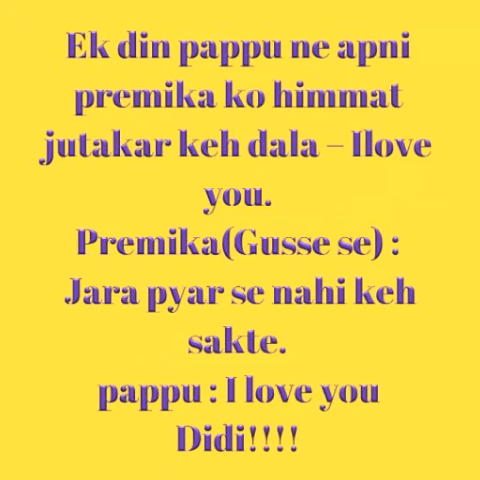 Ek din pappu ne apni
premika ko himmat
jutakar keh dala – Ilove
you.
Premika(Gusse se) :
Jara pyar se nahi keh
sakte.
pappu : I love you
Didi!!!!